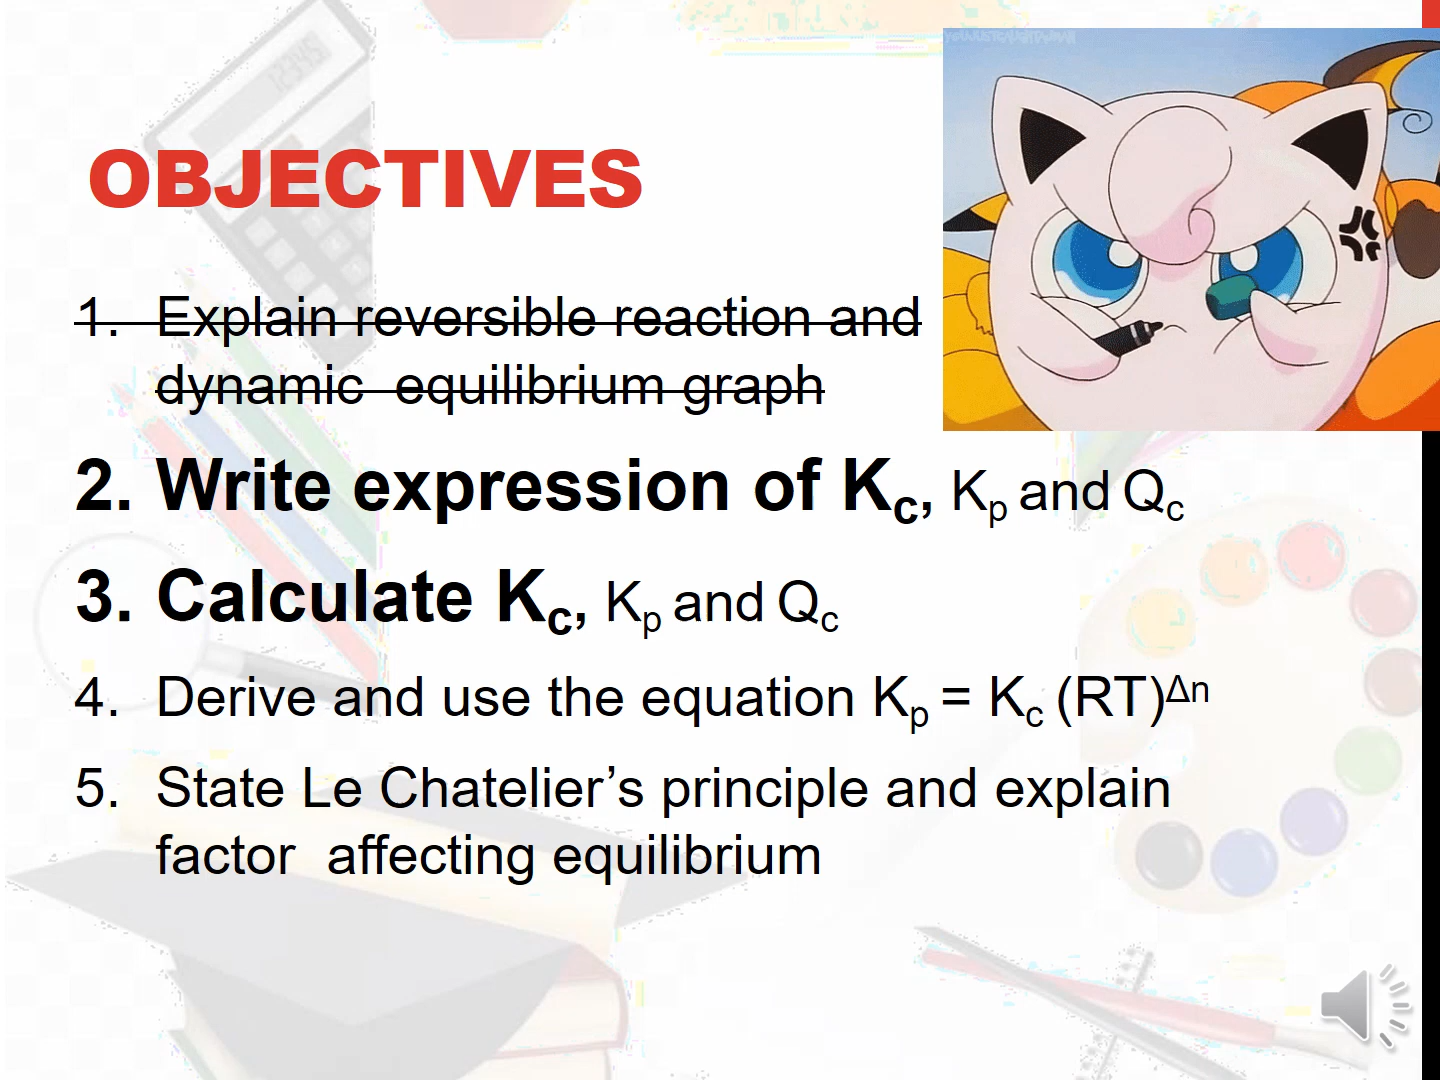 OBJECTIVES
1. Explain reversible reaction and
dynamic equilibrium graph
2. Write expression of Kc, Kp and Qc
3. Calculate Kc, Kp and Qc
4. Derive and use the equation Kp = Kc (RT)^Δn
5. State Le Chatelier’s principle and explain
factor affecting equilibrium